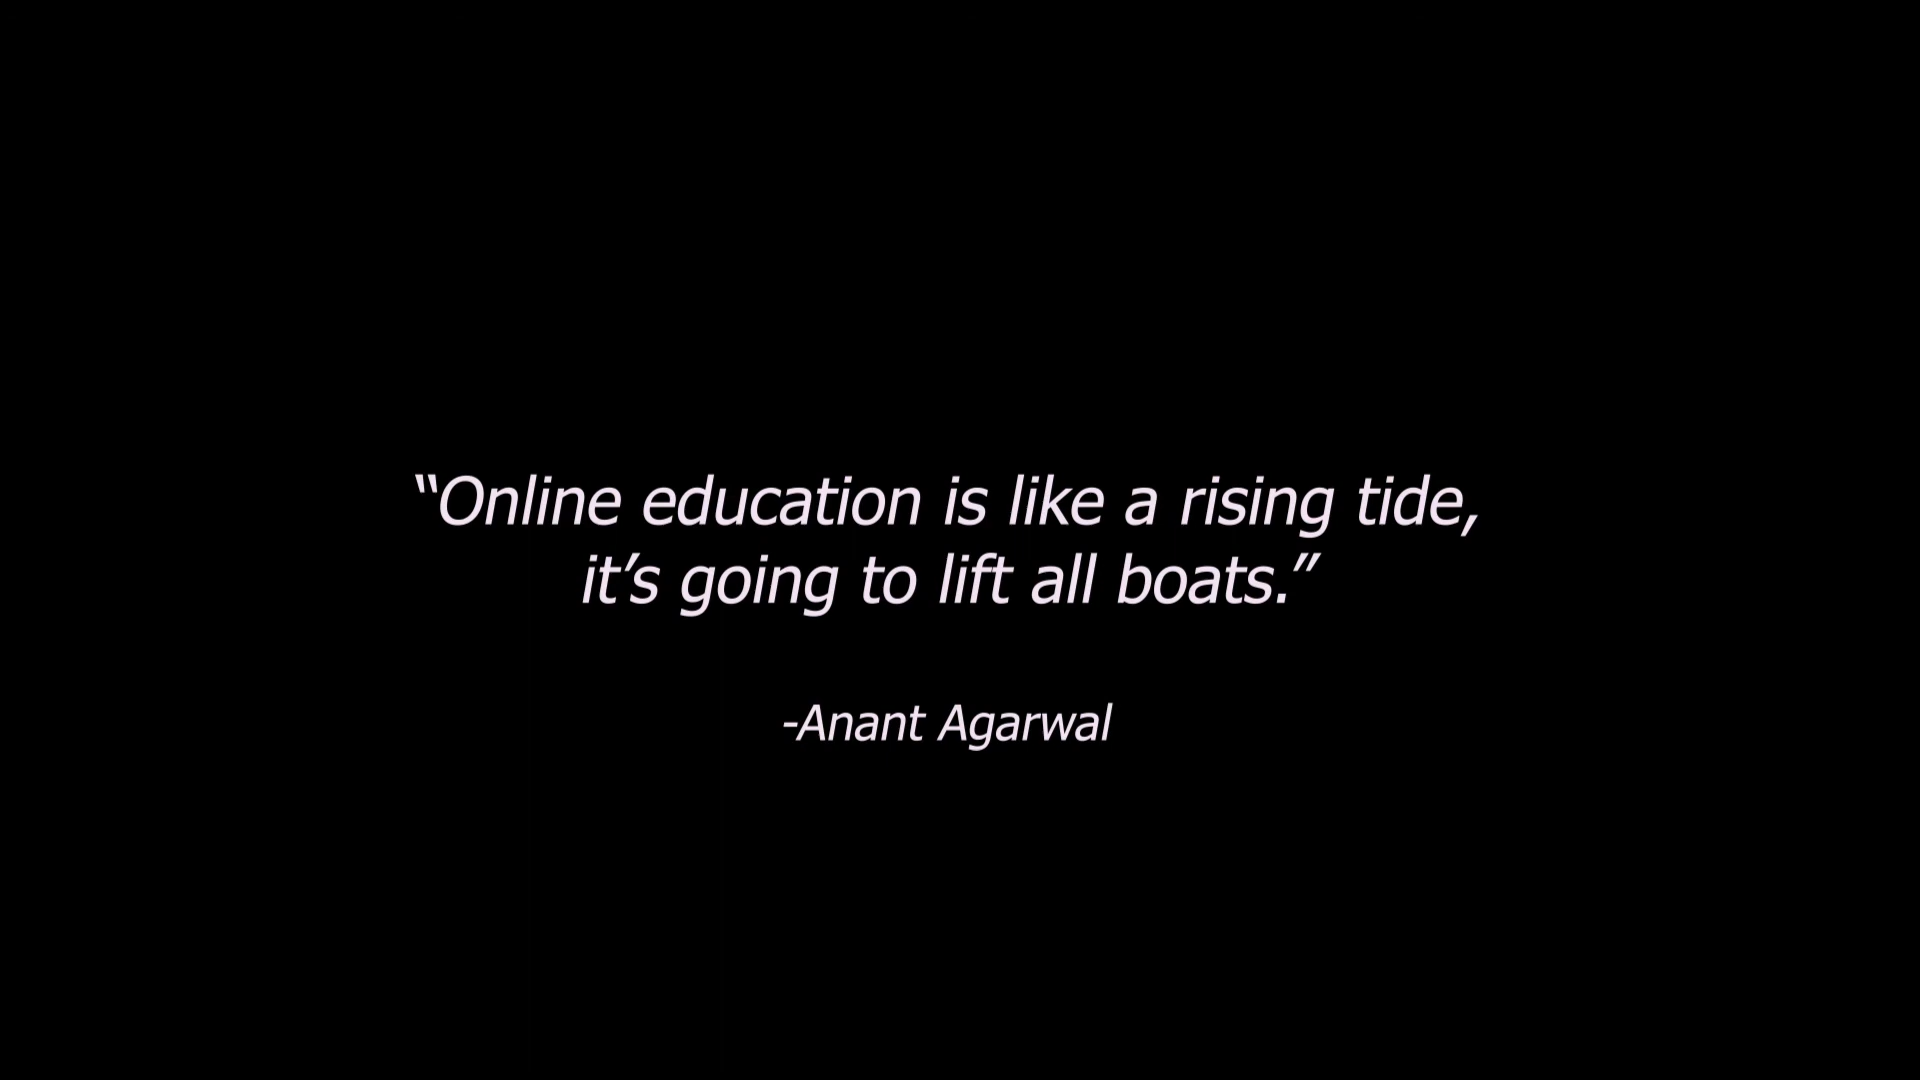 “Online education is like a rising tide,
it’s going to lift all boats.”
-Anant Agarwal